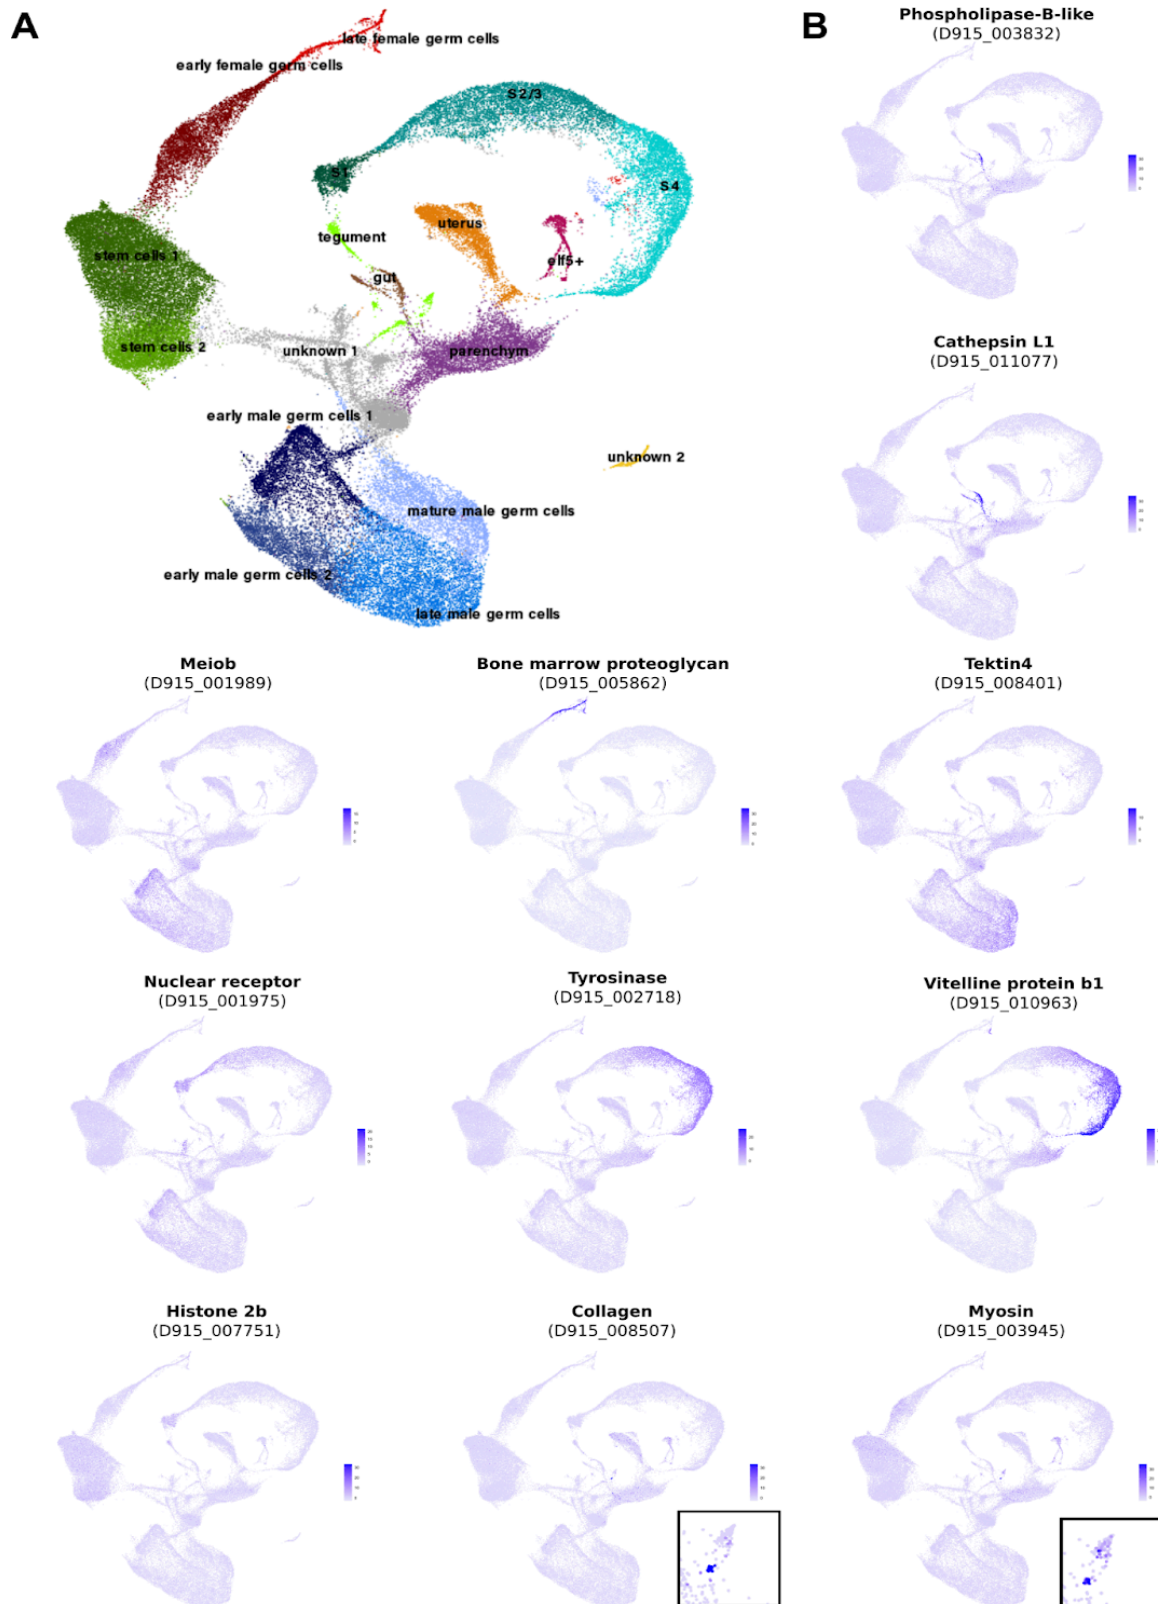 A
late female germ cells
early female germ cells
S2/3
S1
S4
tegument
uterus
stem cells 1
elf5+
gut
stem cells 2
unknown 1
parenchym
early male germ cells 1
unknown 2
mature male germ cells
early male germ cells 2
late male germ cells
B
Phospholipase-B-like
(D915_003832)
Cathepsin L1
(D915_011077)
Meiob
(D915_001989)
Bone marrow proteoglycan
(D915_005862)
Tektin4
(D915_008401)
Nuclear receptor
(D915_001975)
Tyrosinase
(D915_002718)
Vitelline protein b1
(D915_010963)
Histone 2b
(D915_007751)
Collagen
(D915_008507)
Myosin
(D915_003945)